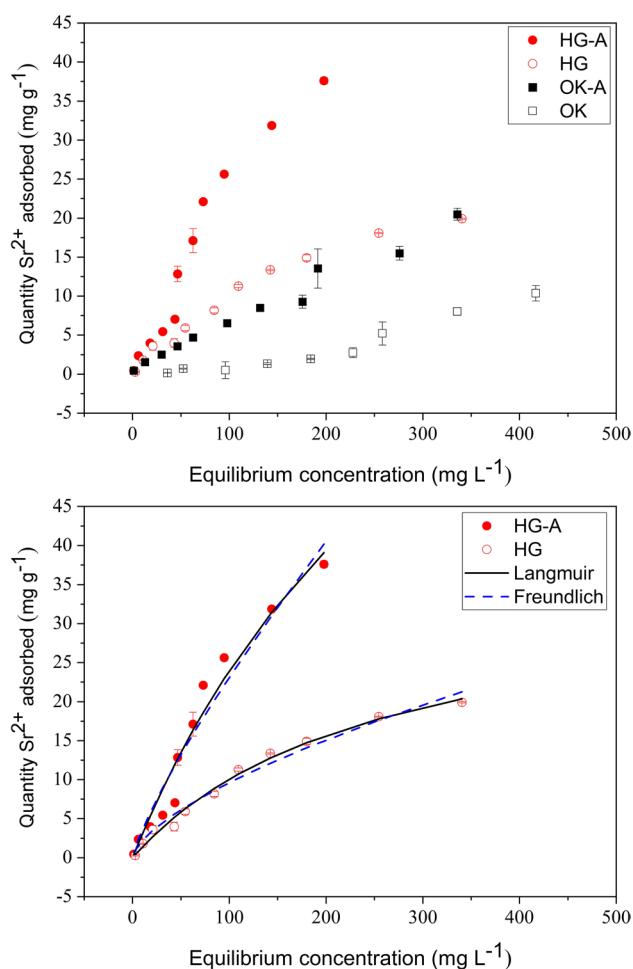 45
40
35
30
25
20
15
10
5
0
-5
Quantity Sr²⁺ adsorbed (mg g⁻¹)
HG-A
HG
OK-A
OK
0 100 200 300 400 500
Equilibrium concentration (mg L⁻¹)
45
40
35
30
25
20
15
10
5
0
-5
Quantity Sr²⁺ adsorbed (mg g⁻¹)
HG-A
HG
Langmuir
Freundlich
0 100 200 300 400 500
Equilibrium concentration (mg L⁻¹)